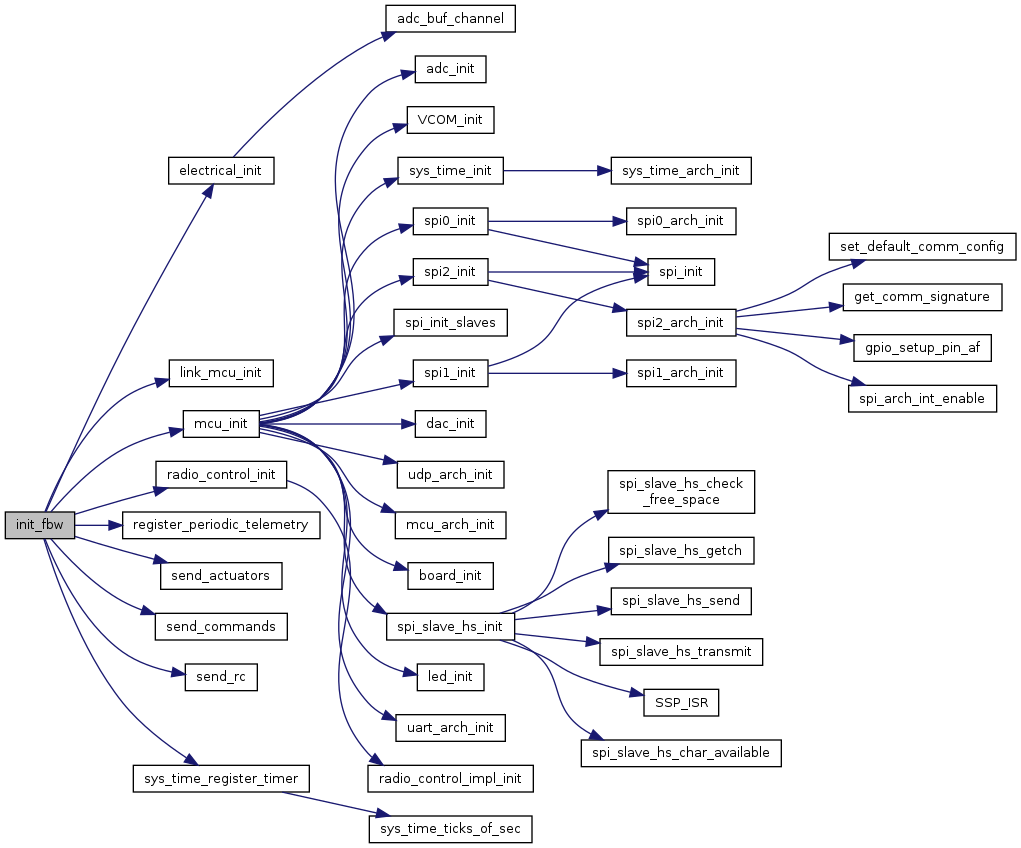 adc_buf_channel
adc_init
VCOM_init
electrical_init
sys_time_init
sys_time_arch_init
spi0_init
spi0_arch_init
set_default_comm_config
spi2_init
spi_init
get_comm_signature
spi_init_slaves
spi2_arch_init
gpio_setup_pin_af
link_mcu_init
spi1_init
spi1_arch_init
spi_arch_int_enable
mcu_init
dac_init
radio_control_init
udp_arch_init
spi_slave_hs_check
_free_space
init_fbw
register_periodic_telemetry
mcu_arch_init
spi_slave_hs_getch
send_actuators
board_init
spi_slave_hs_send
send_commands
spi_slave_hs_init
spi_slave_hs_transmit
send_rc
led_init
SSP_ISR
uart_arch_init
spi_slave_hs_char_available
sys_time_register_timer
radio_control_impl_init
sys_time_ticks_of_sec